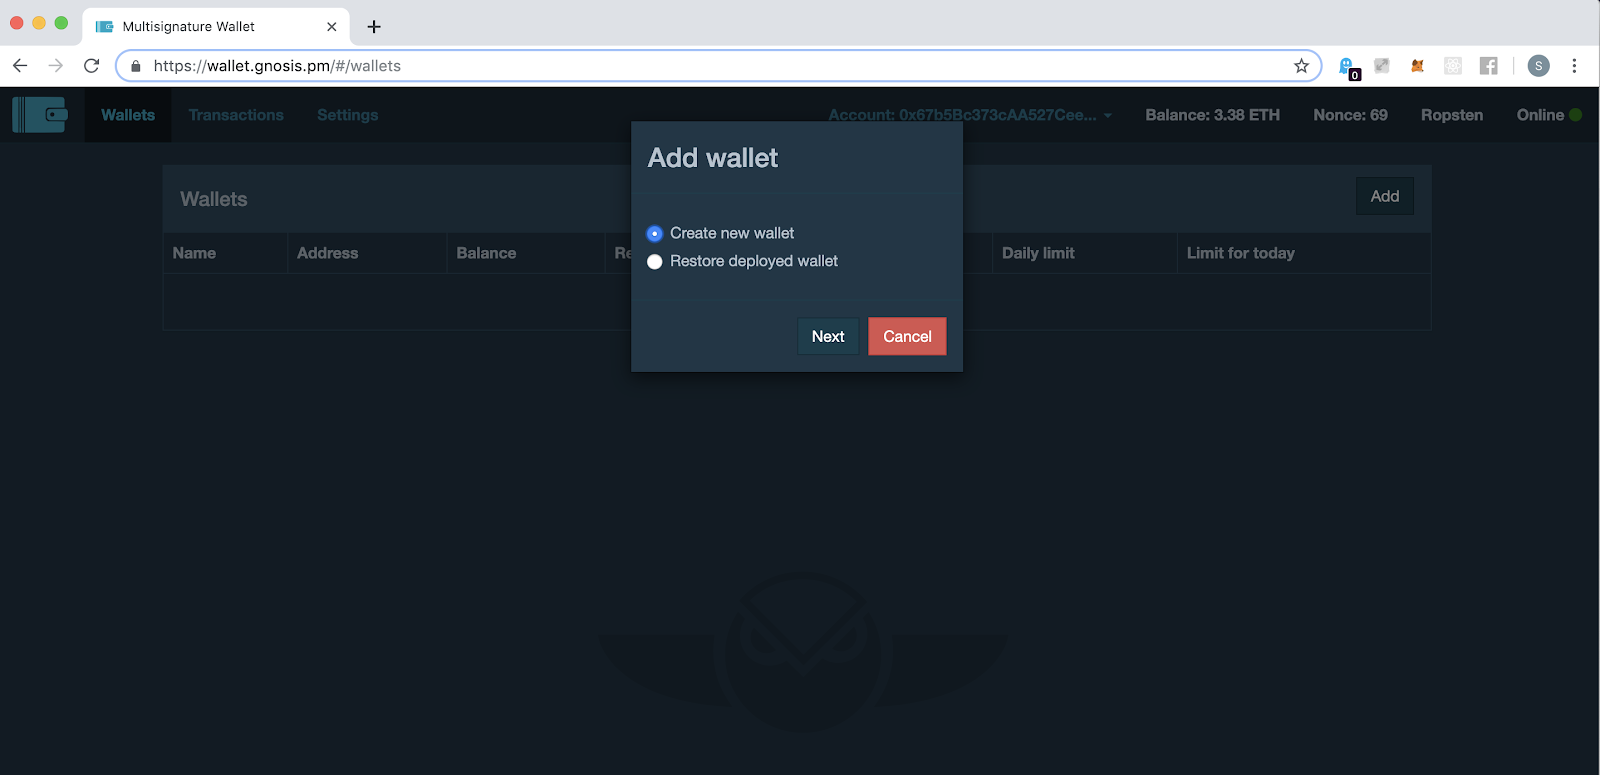 Multisignature Wallet
https://wallet.gnosis.pm/#/wallets
0
S
Wallets Transactions Settings Account: 0x67b5Bc373cAA527Cee... Balance: 3.38 ETH Nonce: 69 Ropsten Online
Add wallet
Wallets Add
Create new wallet
Name Address Balance Re Daily limit Limit for today
Restore deployed wallet
Next Cancel